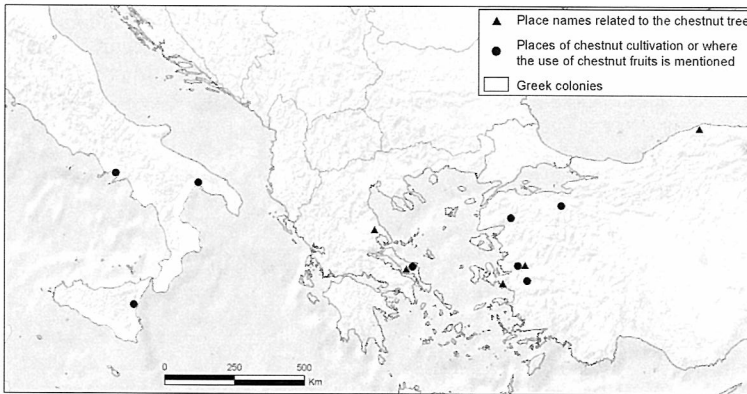 Place names related to the chestnut tree
Places of chestnut cultivation or where
the use of chestnut fruits is mentioned
Greek colonies
0 250 500
Km